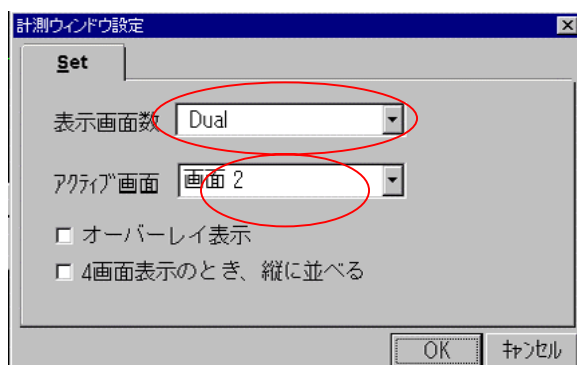 計測ウィンドウ設定
Set
表示画面数 Dual
ｱｸﾃｨﾌﾞ画面 画面 2
オーバーレイ表示
4画面表示のとき、縦に並べる
OK ｷｬﾝｾﾙ